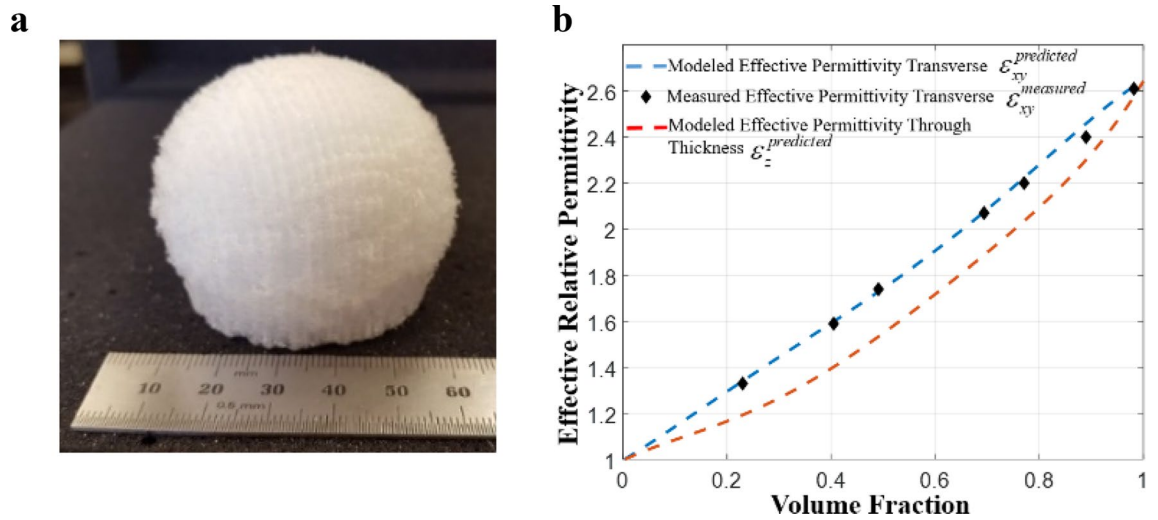 a
mm
10 20 30 40 50 60
0.5 mm
b
Modeled Effective Permittivity Transverse ε_xy^predicted
Measured Effective Permittivity Transverse ε_xy^measured
Modeled Effective Permittivity Through
Thickness ε_z^predicted
Effective Relative Permittivity
2.6
2.4
2.2
2
1.8
1.6
1.4
1.2
1
0 0.2 0.4 0.6 0.8 1
Volume Fraction